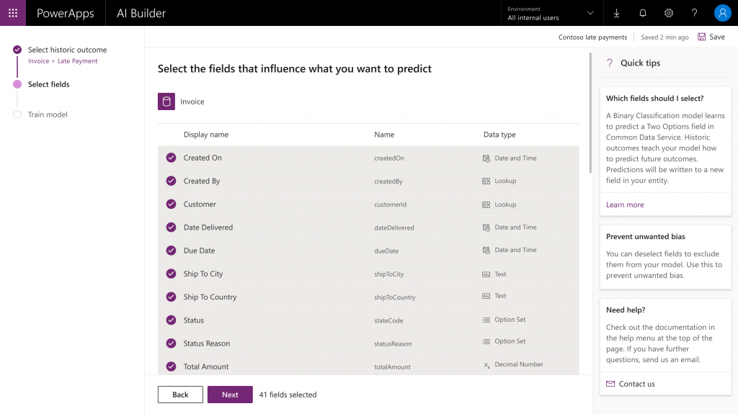 PowerApps
AI Builder
Environment
All internal users
?
Contoso late payments
Saved 2 min ago
Save
Select historic outcome
Invoice > Late Payment
Select fields
Train model
Select the fields that influence what you want to predict
Invoice
Display name Name Data type
Created On createdOn Date and Time
Created By createdBy Lookup
Customer customerId Lookup
Date Delivered dateDelivered Date and Time
Due Date dueDate Date and Time
Ship To City shipToCity Text
Ship To Country shipToCountry Text
Status stateCode Option Set
Status Reason statusReason Option Set
Total Amount totalAmount Decimal Number
Back
Next
41 fields selected
? Quick tips
Which fields should I select?
A Binary Classification model learns
to predict a Two Options field in
Common Data Service. Historic
outcomes teach your model how
to predict future outcomes.
Predictions will be written to a new
field in your entity.
Learn more
Prevent unwanted bias
You can deselect fields to exclude
them from your model. Use this to
prevent unwanted bias.
Need help?
Check out the documentation in
the help menu at the top of the
page. If you have further
questions, send us an email.
Contact us